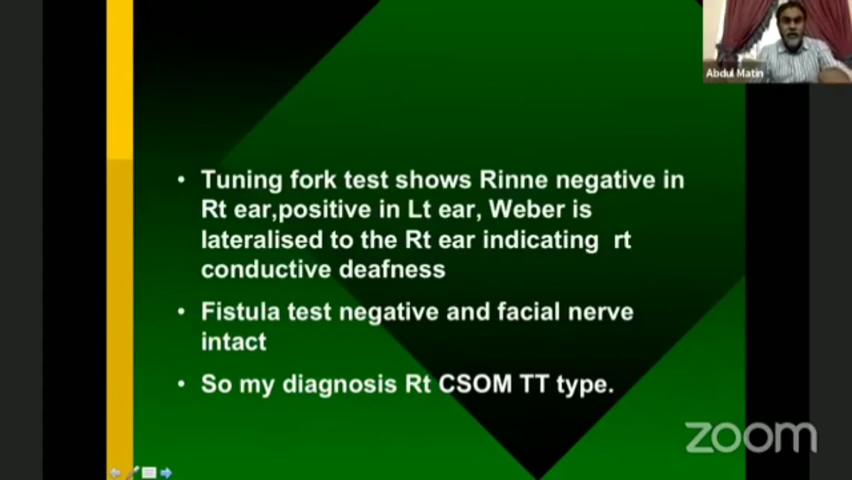 Abdul Matin
• Tuning fork test shows Rinne negative in
Rt ear,positive in Lt ear, Weber is
lateralised to the Rt ear indicating rt
conductive deafness
• Fistula test negative and facial nerve
intact
• So my diagnosis Rt CSOM TT type.
zoom